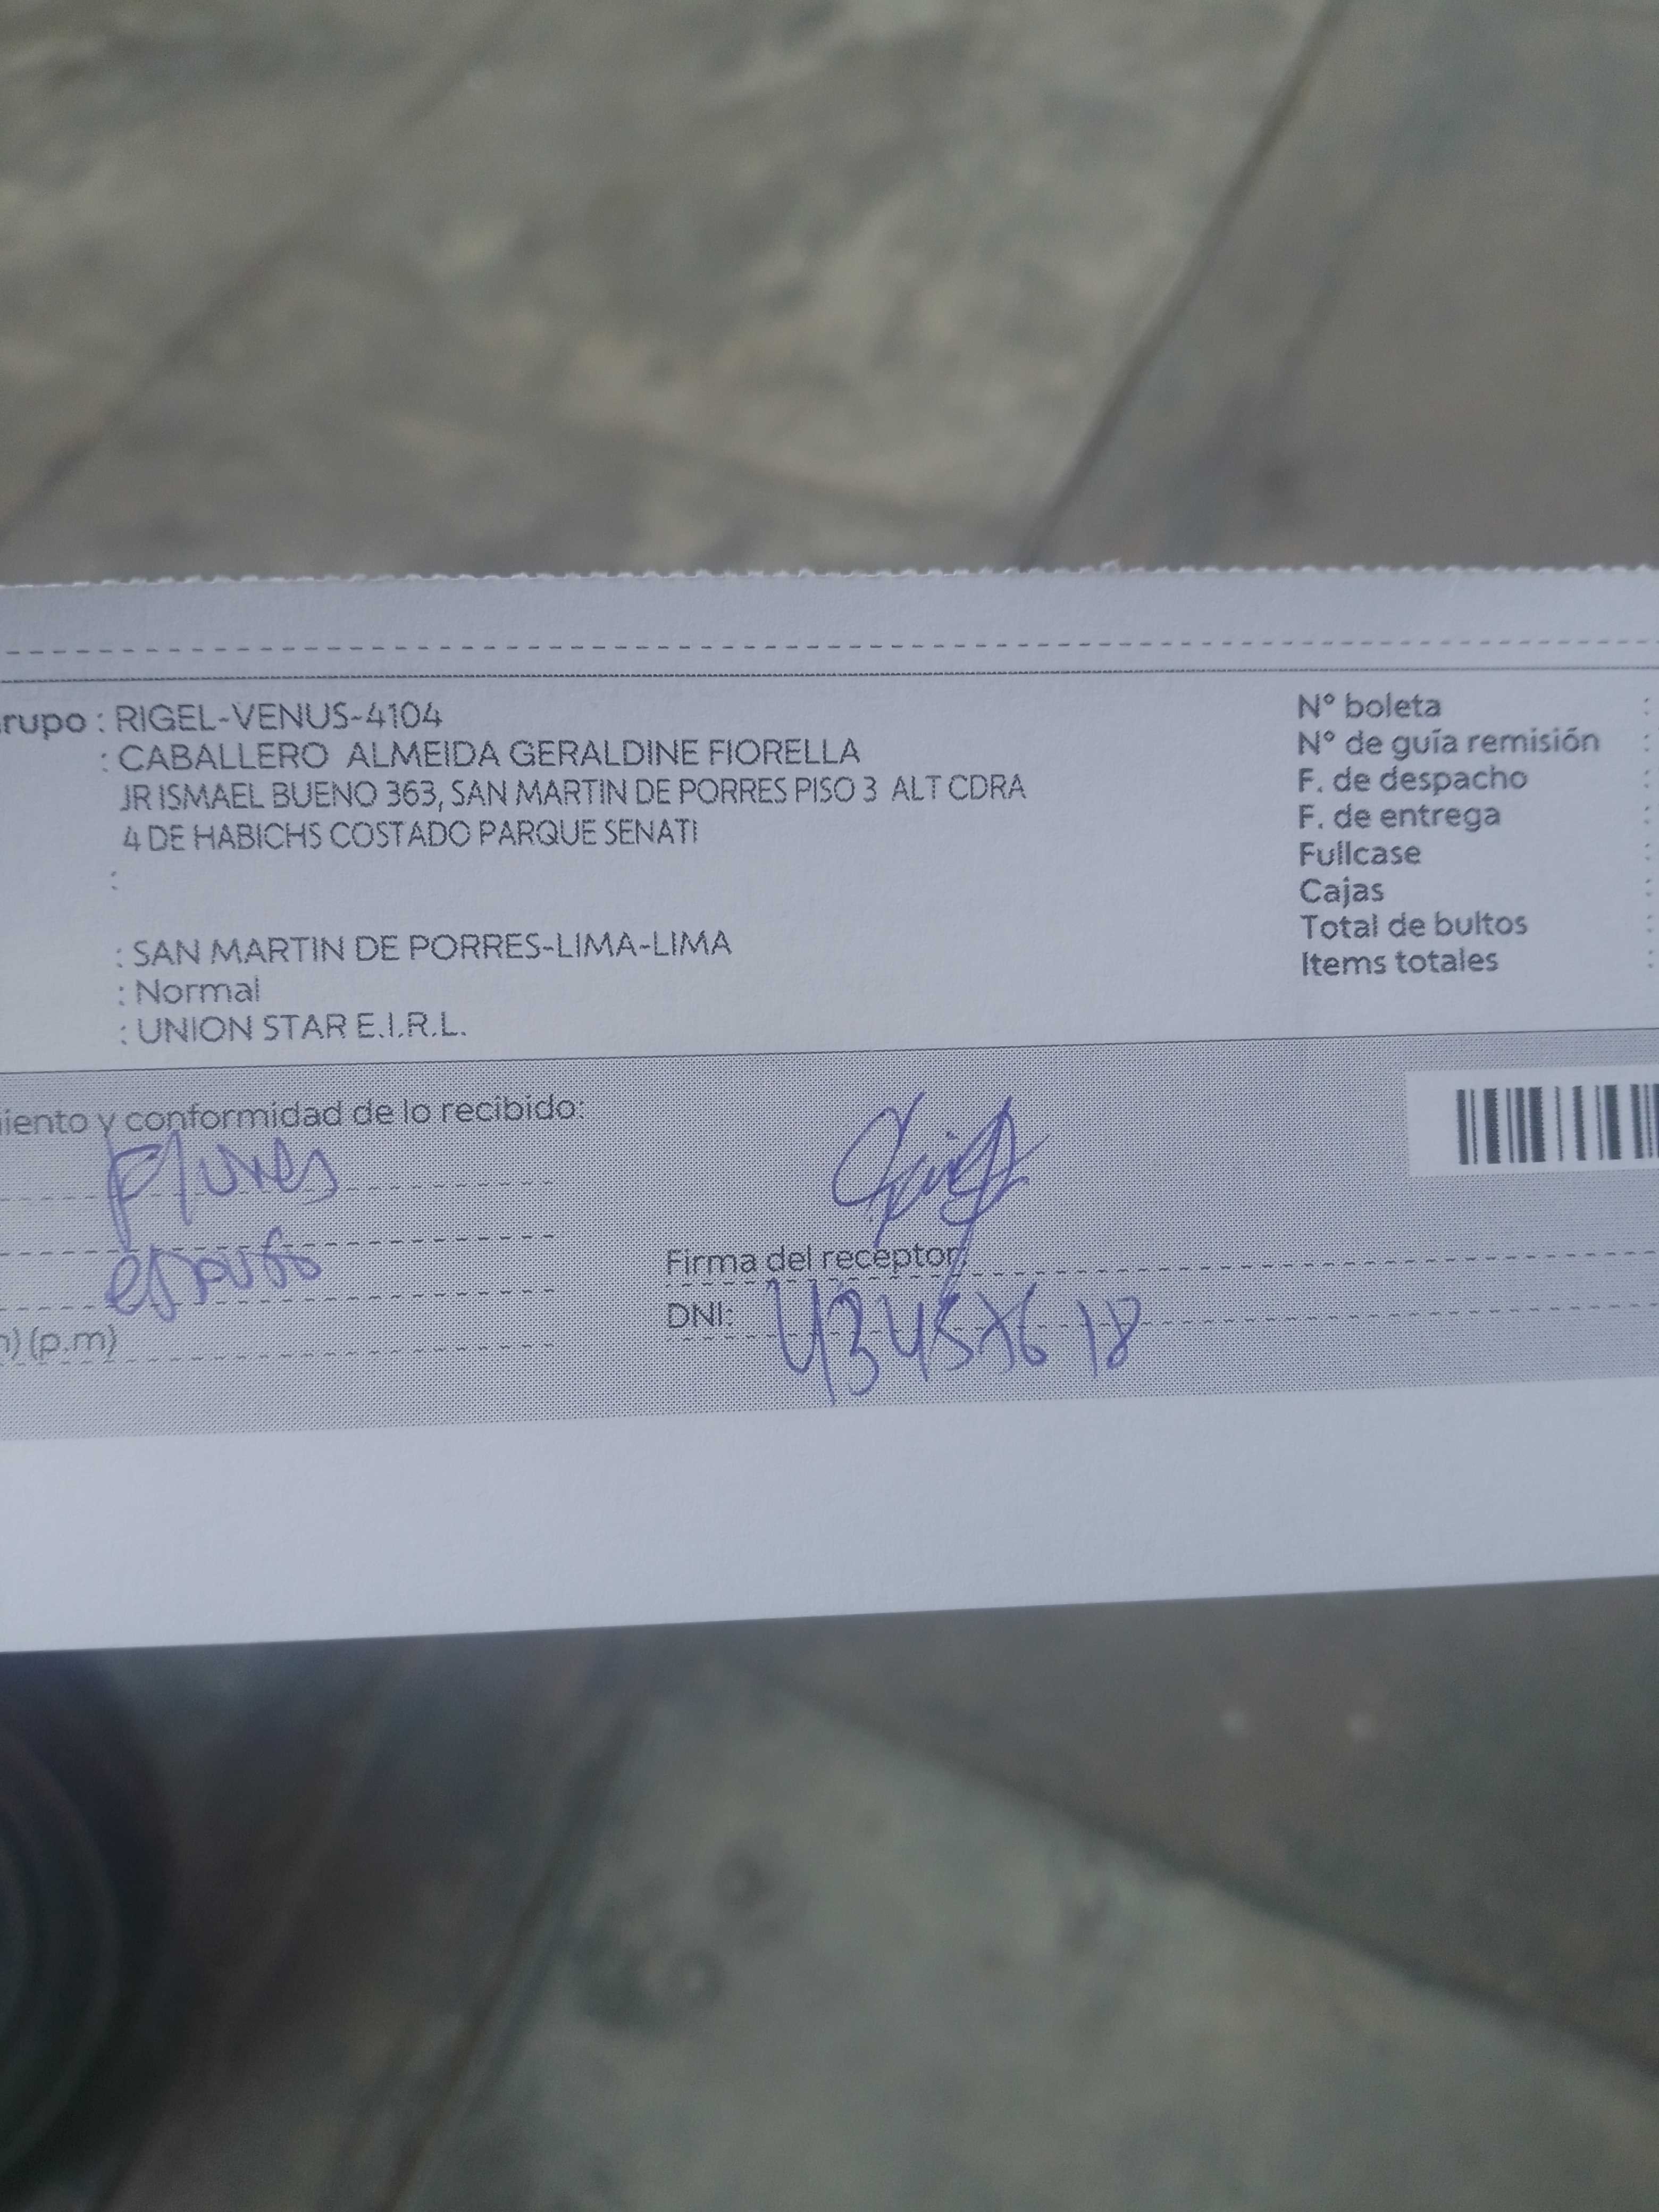 rupo : RIGEL-VENUS-4104
: CABALLERO ALMEIDA GERALDINE FIORELLA
JR ISMAEL BUENO 363, SAN MARTIN DE PORRES PISO 3 ALT CDRA
4 DE HABICHS COSTADO PARQUE SENATI
:
: SAN MARTIN DE PORRES-LIMA-LIMA
: Normal
: UNION STAR E.I.R.L.
N° boleta :
N° de guía remisión :
F. de despacho :
F. de entrega :
Fullcase :
Cajas :
Total de bultos :
Items totales :
iento y conformidad de lo recibido:
Flores
esposo
) (p.m)
Firma del receptor:
DNI: